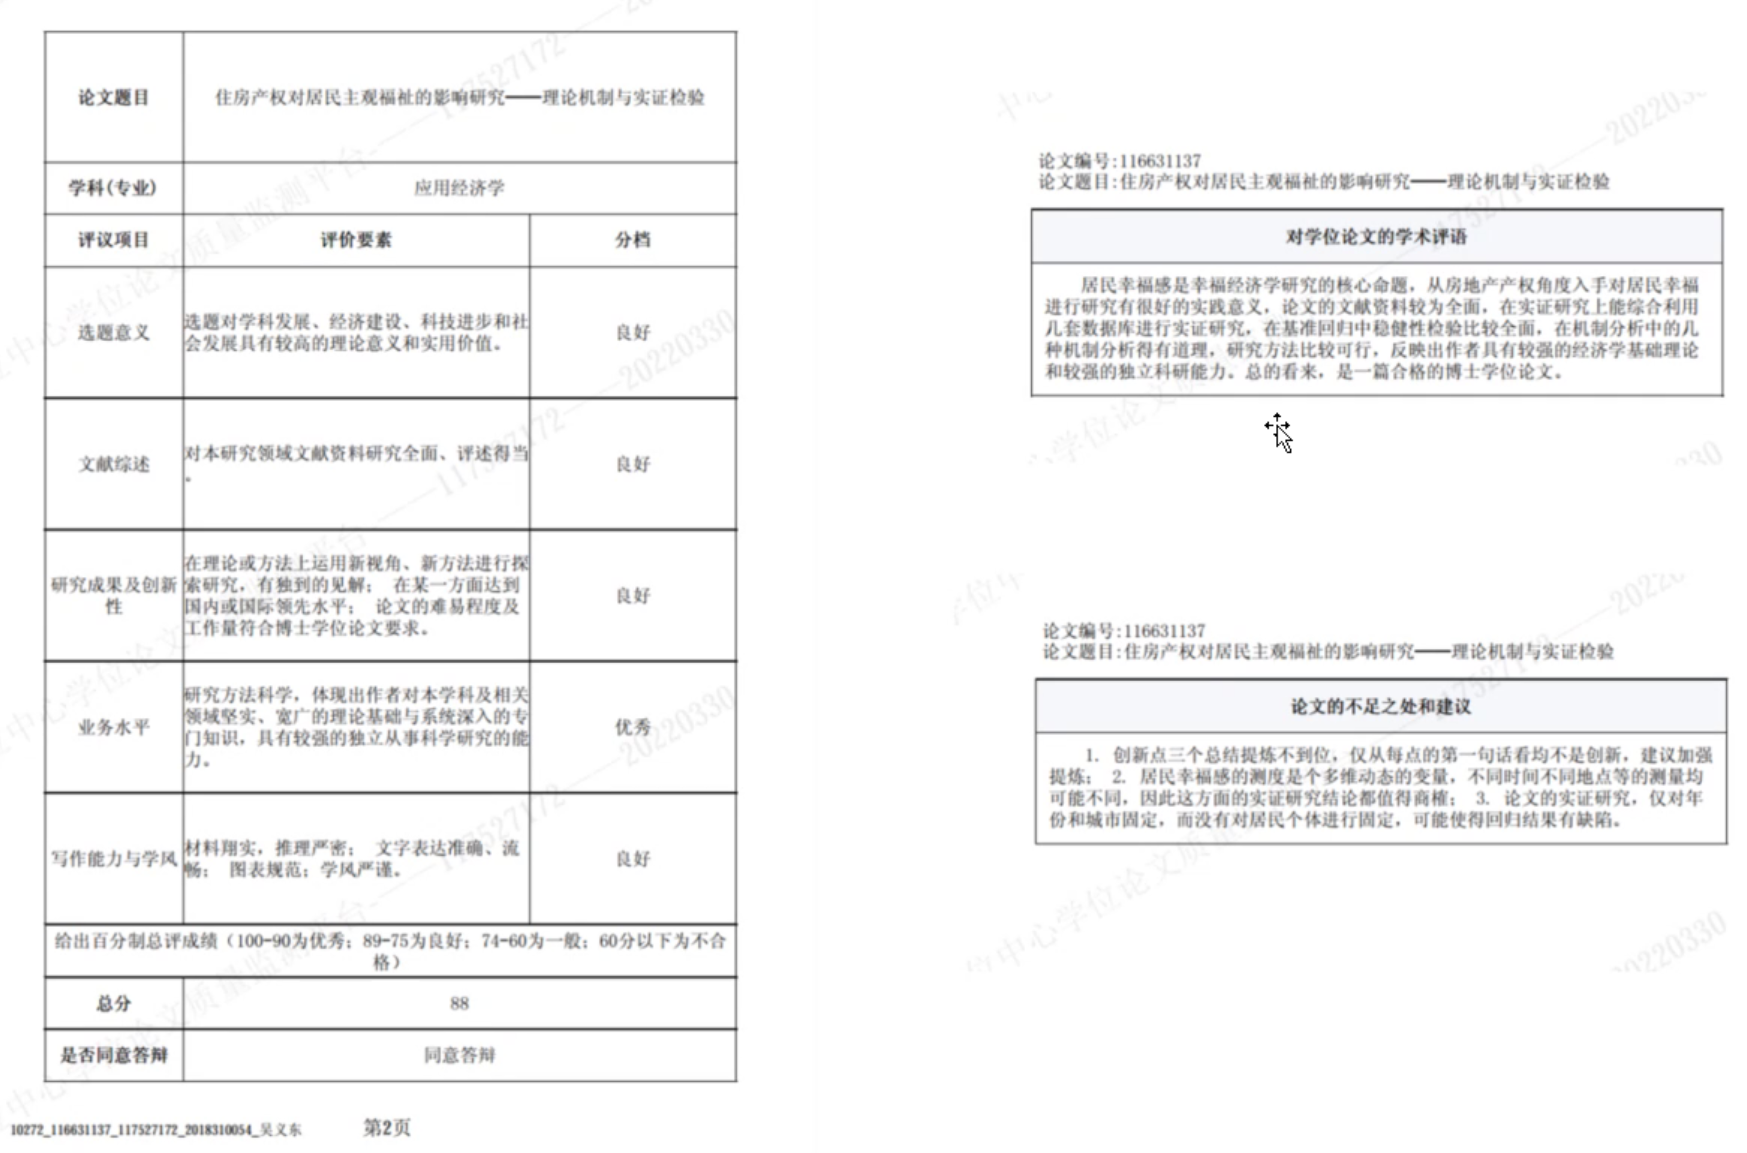 论文题目
住房产权对居民主观福祉的影响研究——理论机制与实证检验
学科(专业)
应用经济学
评议项目
评价要素
分档
选题意义
选题对学科发展、经济建设、科技进步和社
会发展具有较高的理论意义和实用价值。
良好
文献综述
对本研究领域文献资料研究全面、评述得当
。
良好
研究成果及创新
性
在理论或方法上运用新视角、新方法进行探
索研究，有独到的见解； 在某一方面达到
国内或国际领先水平； 论文的难易程度及
工作量符合博士学位论文要求。
良好
业务水平
研究方法科学，体现出作者对本学科及相关
领域坚实、宽广的理论基础与系统深入的专
门知识，具有较强的独立从事科学研究的能
力。
优秀
写作能力与学风
材料翔实，推理严密； 文字表达准确、流
畅； 图表规范；学风严谨。
良好
给出百分制总评成绩（100-90为优秀；89-75为良好；74-60为一般；60分以下为不合
格）
总分
88
是否同意答辩
同意答辩
10272_116631137_117527172_2018310054_吴义东
第2页
论文编号:116631137
论文题目:住房产权对居民主观福祉的影响研究——理论机制与实证检验
对学位论文的学术评语
居民幸福感是幸福经济学研究的核心命题，从房地产产权角度入手对居民幸福
进行研究有很好的实践意义，论文的文献资料较为全面，在实证研究上能综合利用
几套数据库进行实证研究，在基准回归中稳健性检验比较全面，在机制分析中的几
种机制分析得有道理，研究方法比较可行，反映出作者具有较强的经济学基础理论
和较强的独立科研能力。总的看来，是一篇合格的博士学位论文。
论文编号:116631137
论文题目:住房产权对居民主观福祉的影响研究——理论机制与实证检验
论文的不足之处和建议
1. 创新点三个总结提炼不到位，仅从每点的第一句话看均不是创新，建议加强
提炼； 2. 居民幸福感的测度是个多维动态的变量，不同时间不同地点等的测量均
可能不同，因此这方面的实证研究结论都值得商榷； 3. 论文的实证研究，仅对年
份和城市固定，而没有对居民个体进行固定，可能使得回归结果有缺陷。